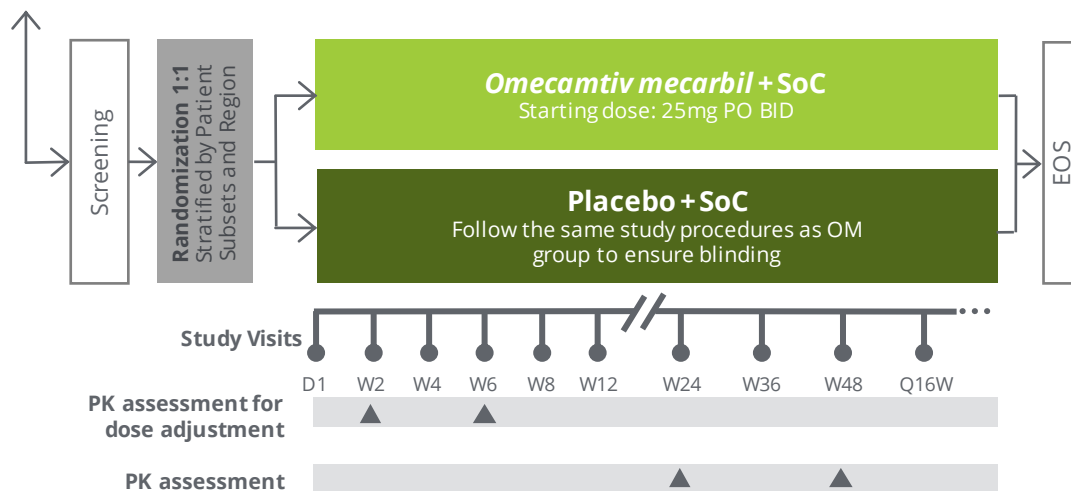 Screening
Randomization 1:1
Stratified by Patient
Subsets and Region
Omecamtiv mecarbil + SoC
Starting dose: 25mg PO BID
Placebo + SoC
Follow the same study procedures as OM
group to ensure blinding
EOS
Study Visits
D1 W2 W4 W6 W8 W12 W24 W36 W48 Q16W
PK assessment for
dose adjustment
PK assessment